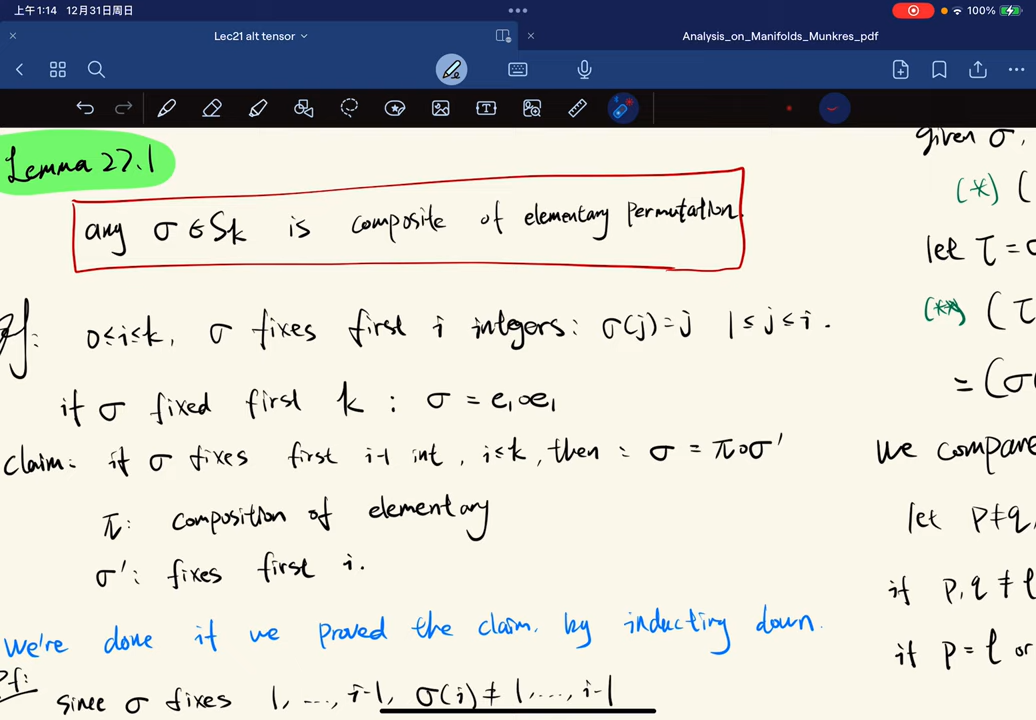 上午1:14 12月31日周日
100%
Lec21 alt tensor
Analysis_on_Manifolds_Munkres_pdf
Lemma 27.1
any σ∈Sk is composite of elementary permutation.
pf: 0≤i≤k, σ fixes first i integers: σ(j)=j 1≤j≤i.
if σ fixed first k: σ = e₁∘e₁
claim: if σ fixes first i-1 int, i≤k, then: σ = π∘σ'
π: composition of elementary
σ': fixes first i.
We're done if we proved the claim. by inducting down.
Pf:
since σ fixes 1, ..., i-1, σ(i) ≠ 1, ..., i-1
given σ,
(*) (
let τ = σ
(**) (τ
= (σ
we compare
let p≠q,
if p,q ≠ l
if p = l or